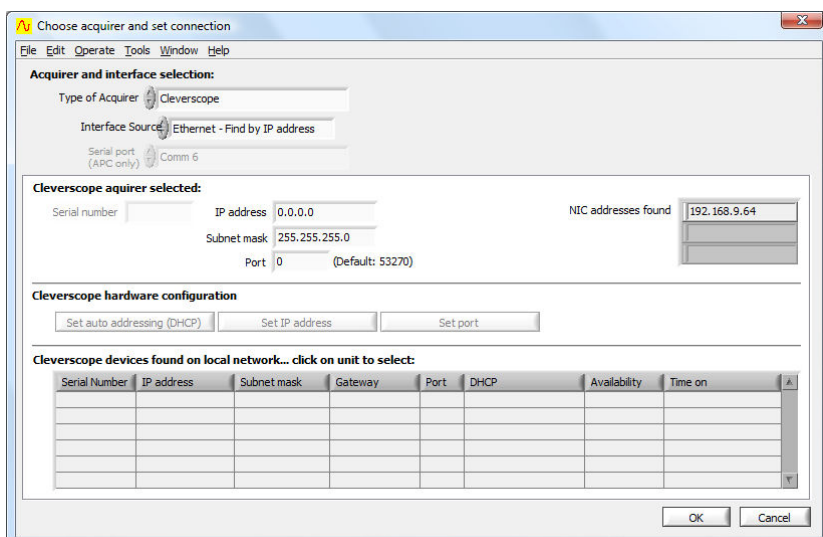 Choose acquirer and set connection
File Edit Operate Tools Window Help
Acquirer and interface selection:
Type of Acquirer Cleverscope
Interface Source Ethernet - Find by IP address
Serial port
(APC only) Comm 6
Cleverscope aquirer selected:
Serial number IP address 0.0.0.0 NIC addresses found 192.168.9.64
Subnet mask 255.255.255.0
Port 0 (Default: 53270)
Cleverscope hardware configuration
Set auto addressing (DHCP) Set IP address Set port
Cleverscope devices found on local network... click on unit to select:
Serial Number IP address Subnet mask Gateway Port DHCP Availability Time on
OK Cancel